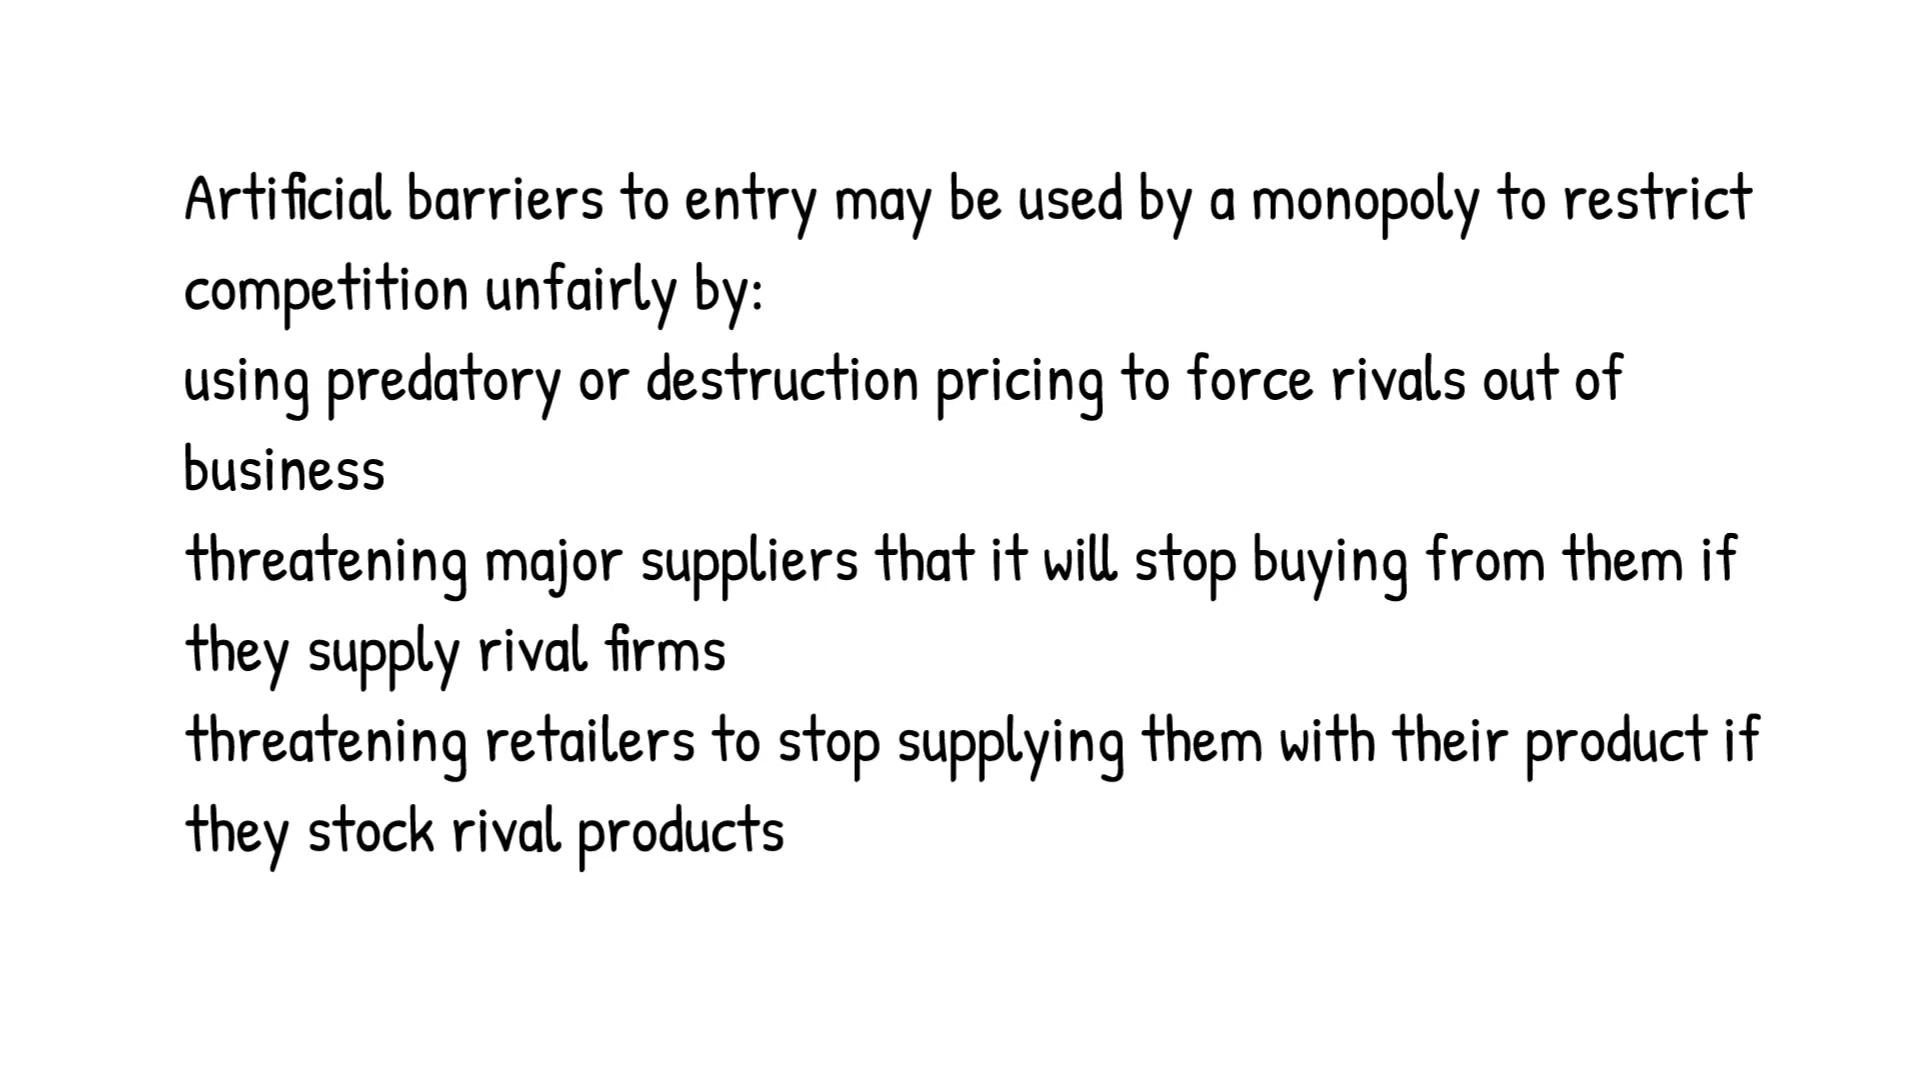 Artificial barriers to entry may be used by a monopoly to restrict
competition unfairly by:
using predatory or destruction pricing to force rivals out of
business
threatening major suppliers that it will stop buying from them if
they supply rival firms
threatening retailers to stop supplying them with their product if
they stock rival products